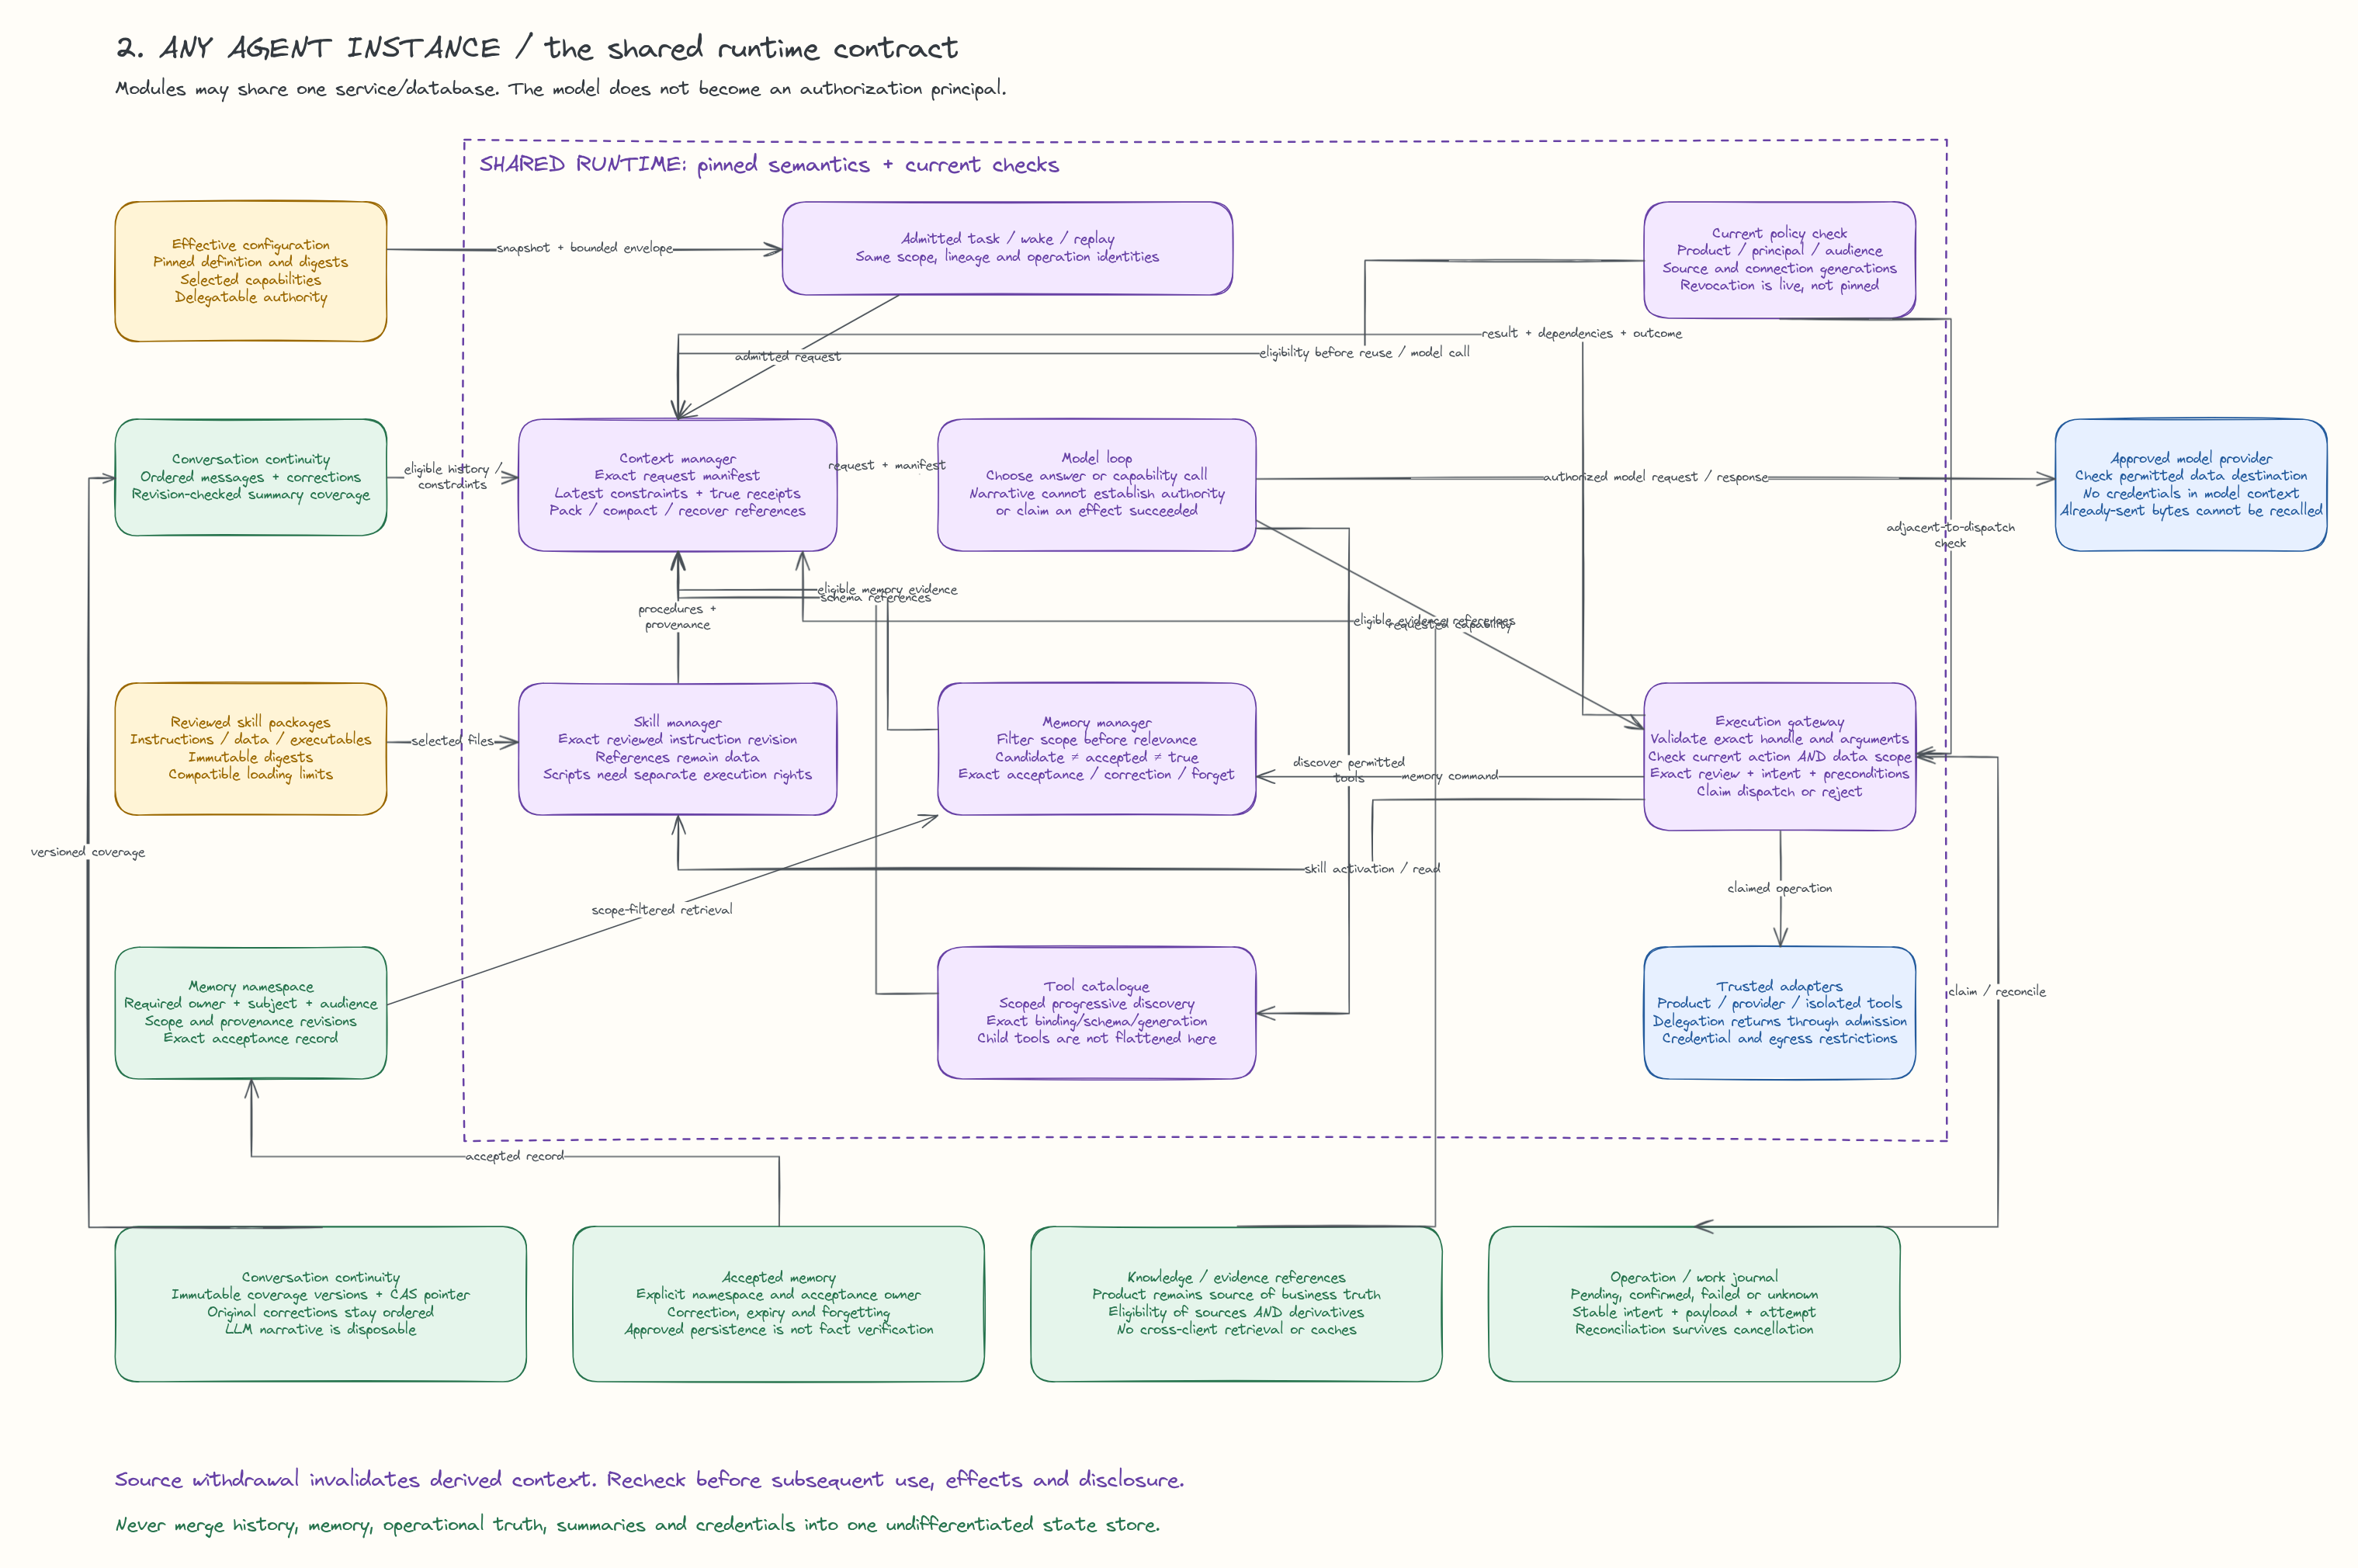 2. ANY AGENT INSTANCE / the shared runtime contract
Modules may share one service/database. The model does not become an authorization principal.
SHARED RUNTIME: pinned semantics + current checks
Effective configuration
Pinned definition and digests
Selected capabilities
Delegatable authority
snapshot + bounded envelope
Admitted task / wake / replay
Same scope, lineage and operation identities
Current policy check
Product / principal / audience
Source and connection generations
Revocation is live, not pinned
result + dependencies + outcome
admitted request
eligibility before reuse / model call
Conversation continuity
Ordered messages + corrections
Revision-checked summary coverage
eligible history /
constraints
Context manager
Exact request manifest
Latest constraints + true receipts
Pack / compact / recover references
request + manifest
Model loop
Choose answer or capability call
Narrative cannot establish authority
or claim an effect succeeded
authorized model request / response
Approved model provider
Check permitted data destination
No credentials in model context
Already-sent bytes cannot be recalled
adjacent-to-dispatch
check
eligible memory evidence
schema references
procedures +
provenance
eligible evidence references
requested capability
Reviewed skill packages
Instructions / data / executables
Immutable digests
Compatible loading limits
selected files
Skill manager
Exact reviewed instruction revision
References remain data
Scripts need separate execution rights
Memory manager
Filter scope before relevance
Candidate ≠ accepted ≠ true
Exact acceptance / correction / forget
discover permitted
tools
memory command
Execution gateway
Validate exact handle and arguments
Check current action AND data scope
Exact review + intent + preconditions
Claim dispatch or reject
versioned coverage
skill activation / read
claimed operation
scope-filtered retrieval
Memory namespace
Required owner + subject + audience
Scope and provenance revisions
Exact acceptance record
Tool catalogue
Scoped progressive discovery
Exact binding/schema/generation
Child tools are not flattened here
Trusted adapters
Product / provider / isolated tools
Delegation returns through admission
Credential and egress restrictions
claim / reconcile
accepted record
Conversation continuity
Immutable coverage versions + CAS pointer
Original corrections stay ordered
LLM narrative is disposable
Accepted memory
Explicit namespace and acceptance owner
Correction, expiry and forgetting
Approved persistence is not fact verification
Knowledge / evidence references
Product remains source of business truth
Eligibility of sources AND derivatives
No cross-client retrieval or caches
Operation / work journal
Pending, confirmed, failed or unknown
Stable intent + payload + attempt
Reconciliation survives cancellation
Source withdrawal invalidates derived context. Recheck before subsequent use, effects and disclosure.
Never merge history, memory, operational truth, summaries and credentials into one undifferentiated state store.